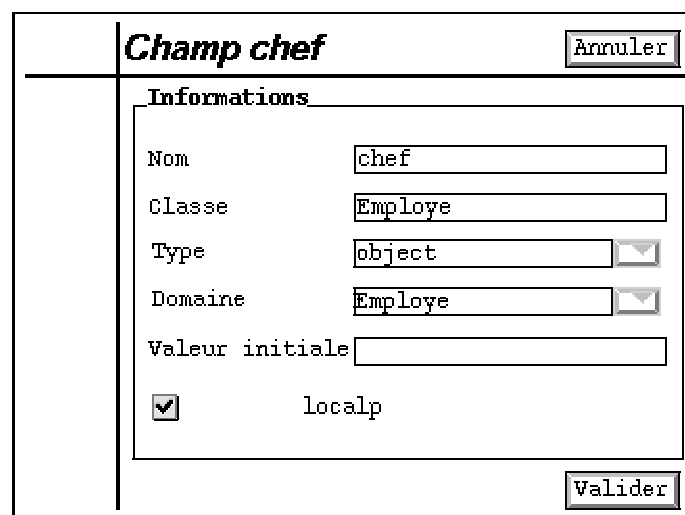 Champ chef
Annuler
Informations
Nom chef
Classe Employe
Type object
Domaine Employe
Valeur initiale
localp
Valider